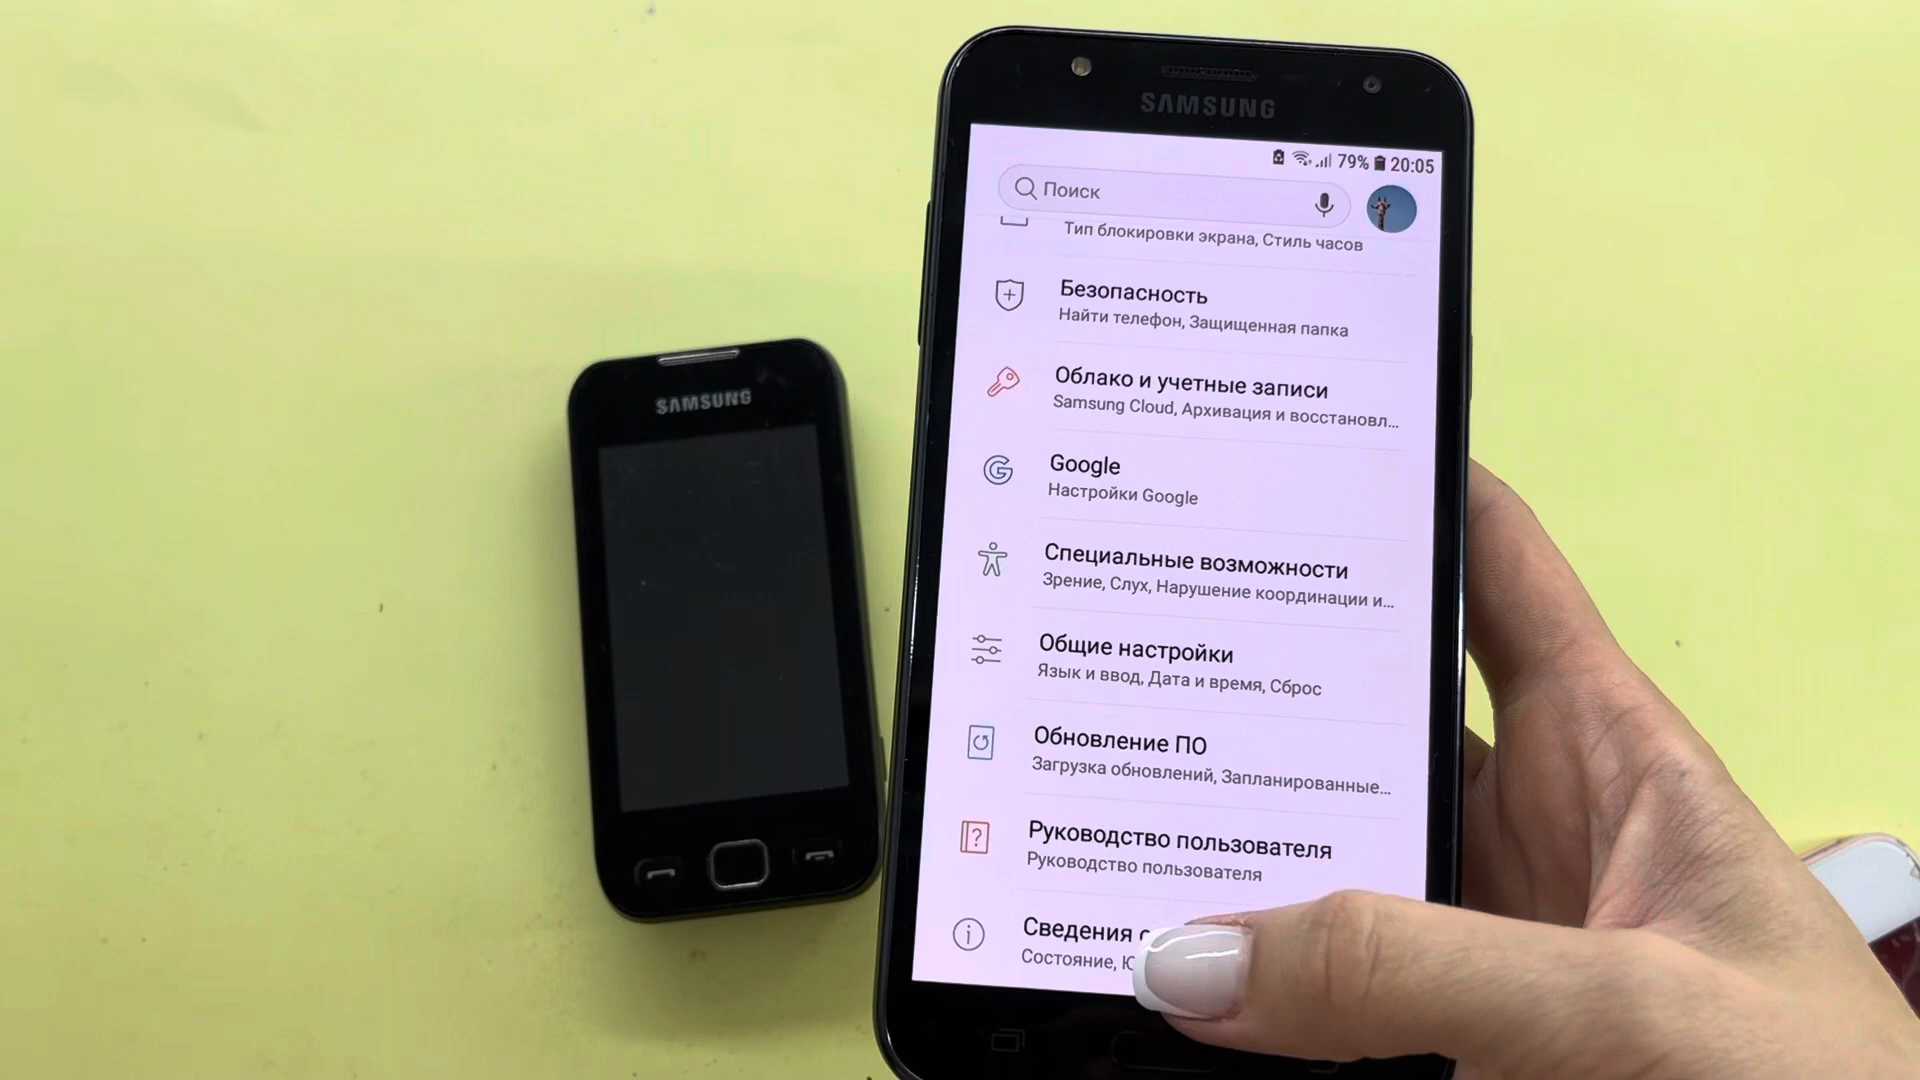 SAMSUNG
SAMSUNG
79% 20:05
Поиск
Тип блокировки экрана, Стиль часов
Безопасность
Найти телефон, Защищенная папка
Облако и учетные записи
Samsung Cloud, Архивация и восстановл...
Google
Настройки Google
Специальные возможности
Зрение, Слух, Нарушение координации и...
Общие настройки
Язык и ввод, Дата и время, Сброс
Обновление ПО
Загрузка обновлений, Запланированные...
Руководство пользователя
Руководство пользователя
Сведения
Состояние,